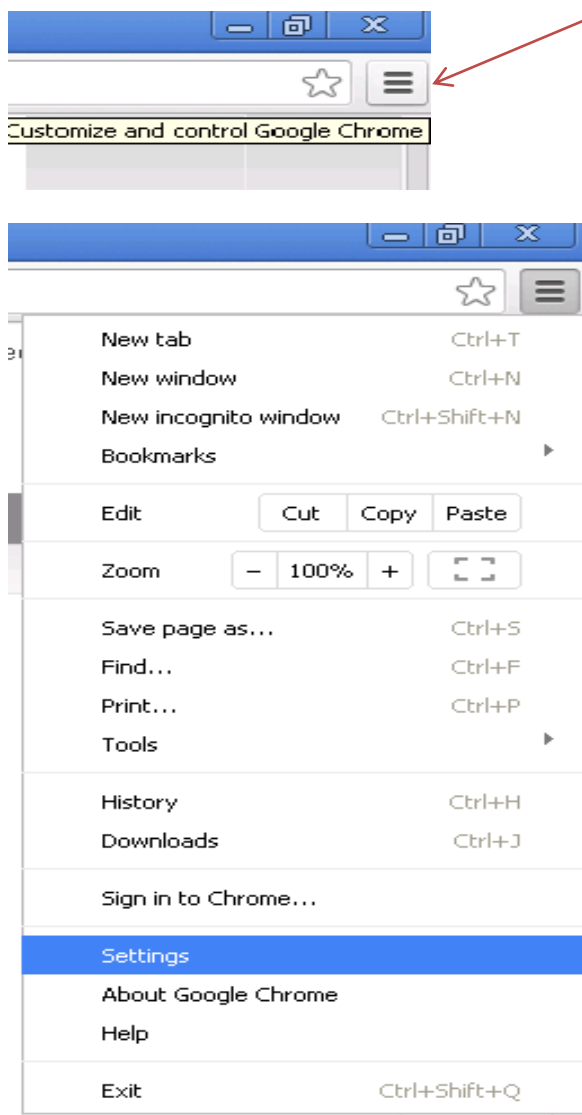 Customize and control Google Chrome
New tab Ctrl+T
New window Ctrl+N
New incognito window Ctrl+Shift+N
Bookmarks
Edit Cut Copy Paste
Zoom - 100% +
Save page as... Ctrl+S
Find... Ctrl+F
Print... Ctrl+P
Tools
History Ctrl+H
Downloads Ctrl+J
Sign in to Chrome...
Settings
About Google Chrome
Help
Exit Ctrl+Shift+Q